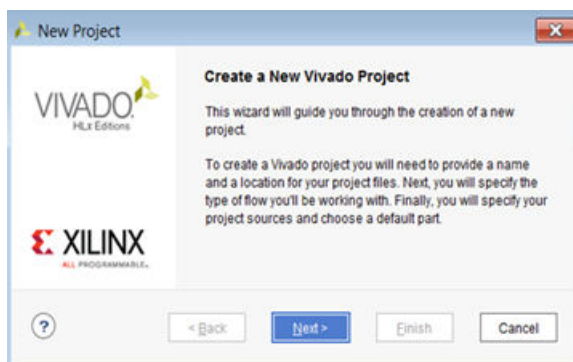 New Project
VIVADO.
HLx Editions
Create a New Vivado Project
This wizard will guide you through the creation of a new
project.
To create a Vivado project you will need to provide a name
and a location for your project files. Next, you will specify the
type of flow you'll be working with. Finally, you will specify your
project sources and choose a default part.
XILINX
ALL PROGRAMMABLE.
?
< Back
Next >
Finish
Cancel